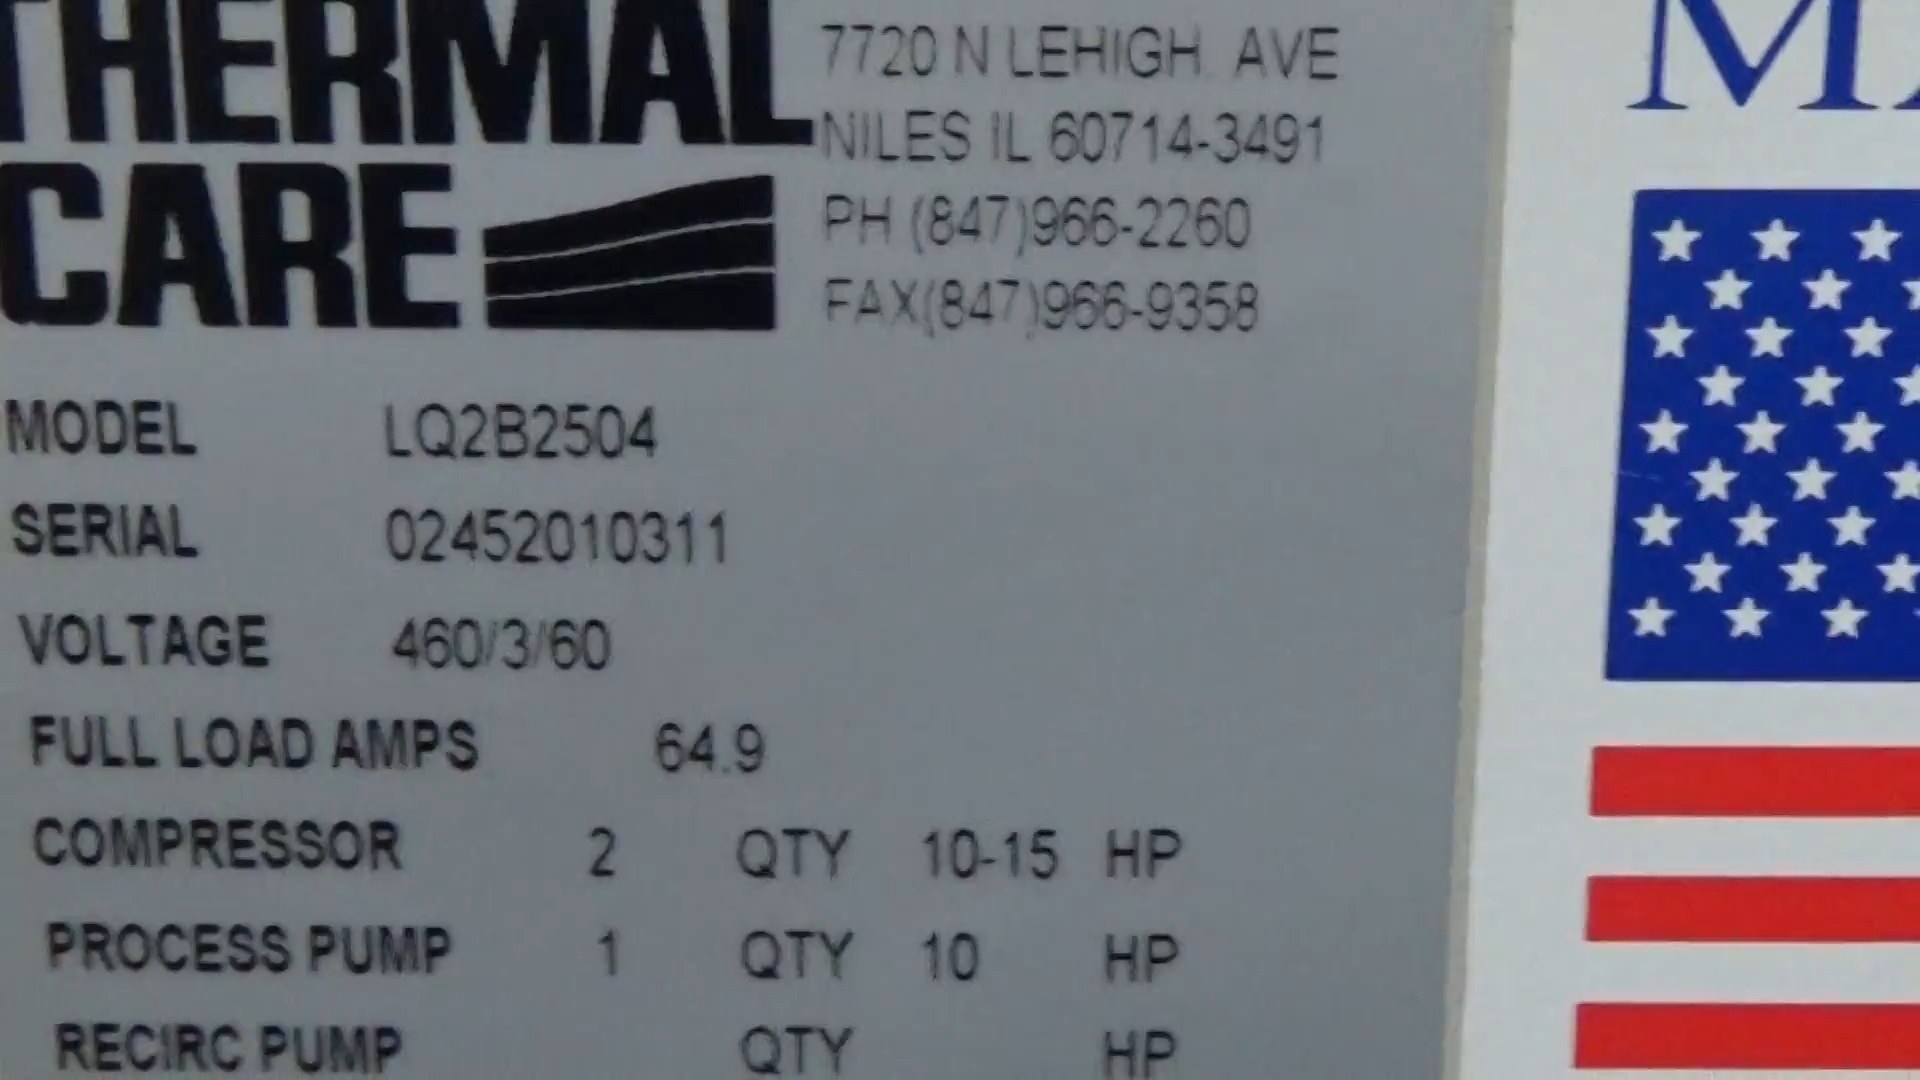 THERMAL
CARE
7720 N LEHIGH AVE
NILES IL 60714-3491
PH (847)966-2260
FAX(847)966-9358
MODEL LQ2B2504
SERIAL 02452010311
VOLTAGE 460/3/60
FULL LOAD AMPS 64.9
COMPRESSOR 2 QTY 10-15 HP
PROCESS PUMP 1 QTY 10 HP
RECIRC PUMP QTY HP